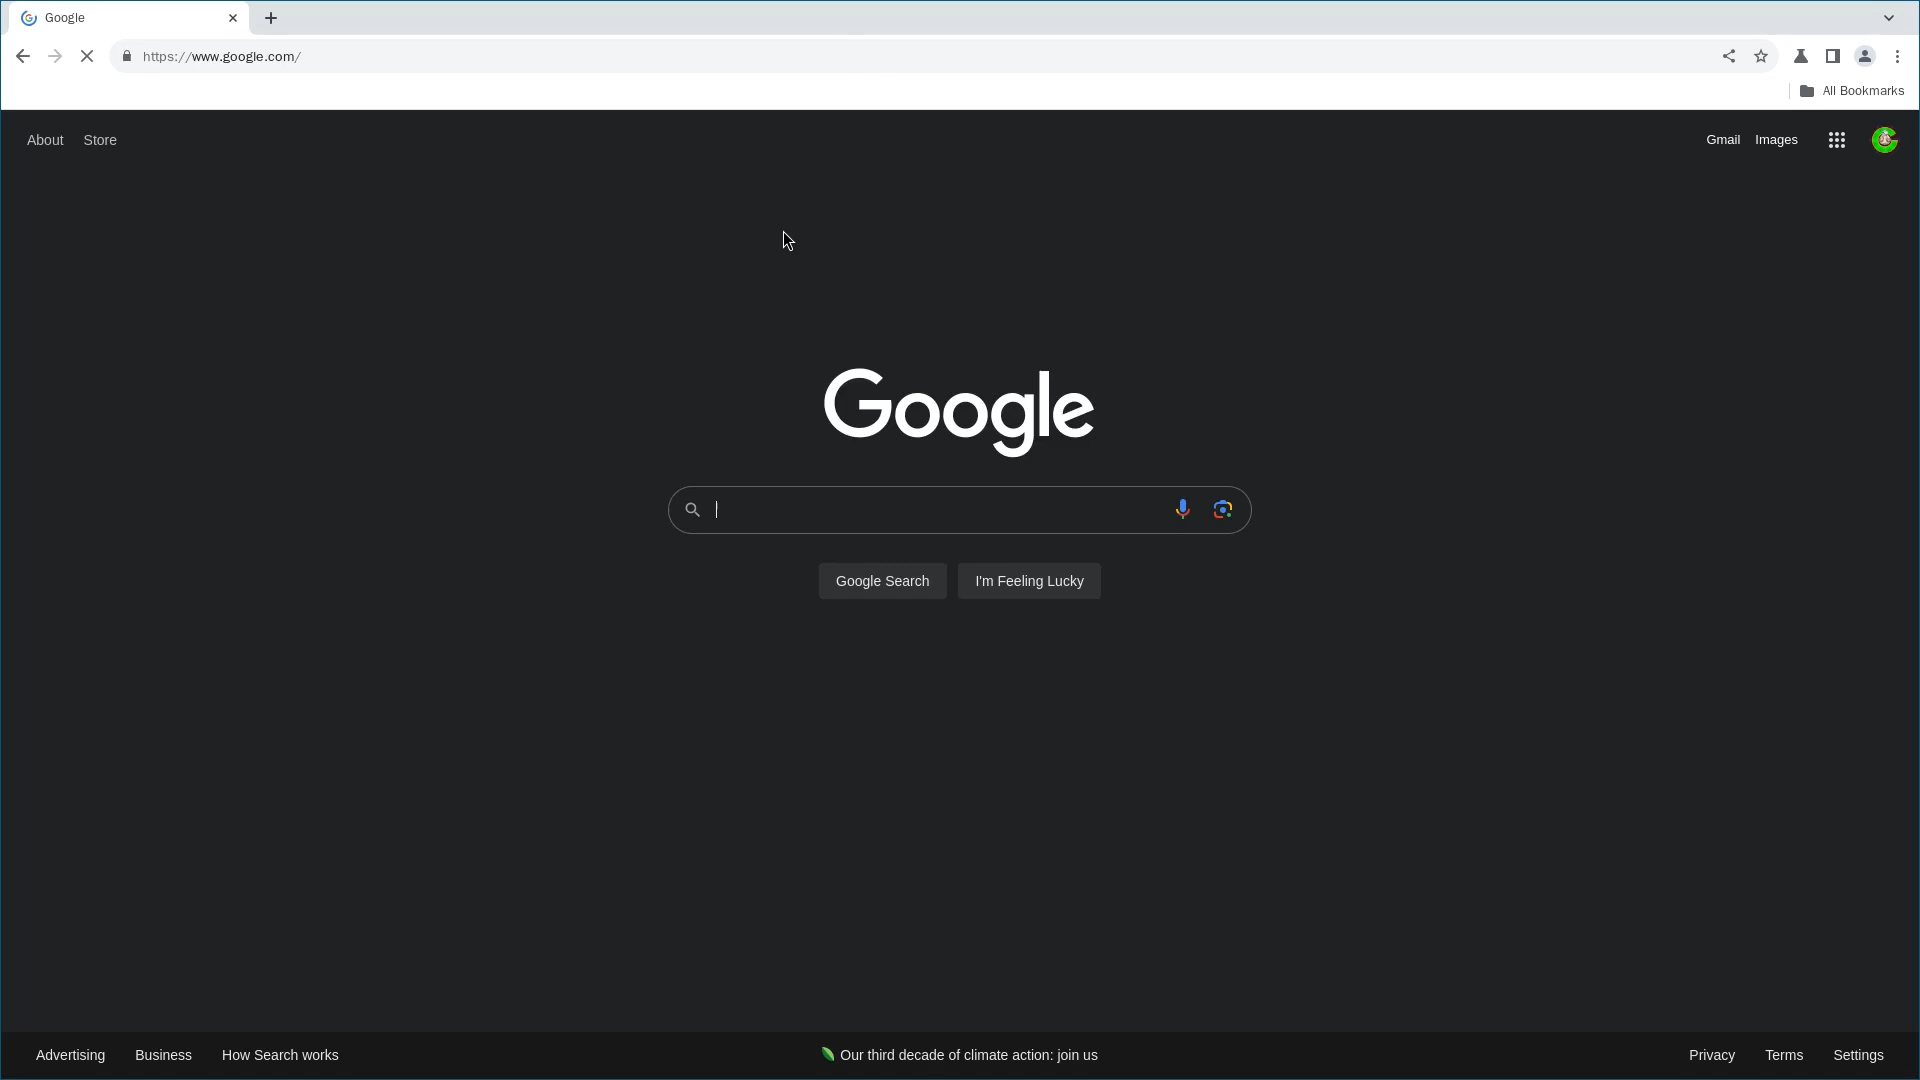 Google
https://www.google.com/
All Bookmarks
About Store
Gmail Images
Google
Google Search I'm Feeling Lucky
Advertising Business How Search works
Our third decade of climate action: join us
Privacy Terms Settings